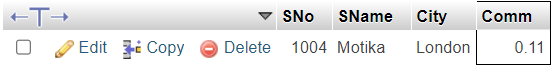 SNo SName City Comm
Edit Copy Delete 1004 Motika London 0.11